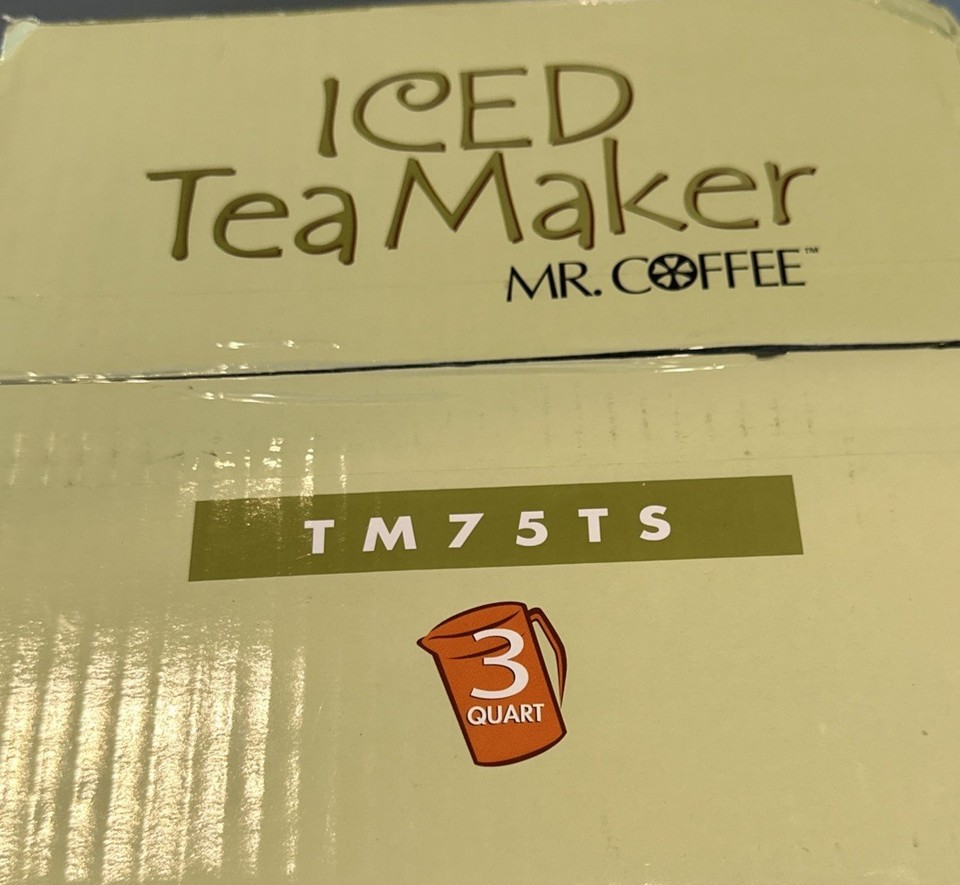 ICED
Tea Maker
MR. COFFEE™
TM75TS
3
QUART